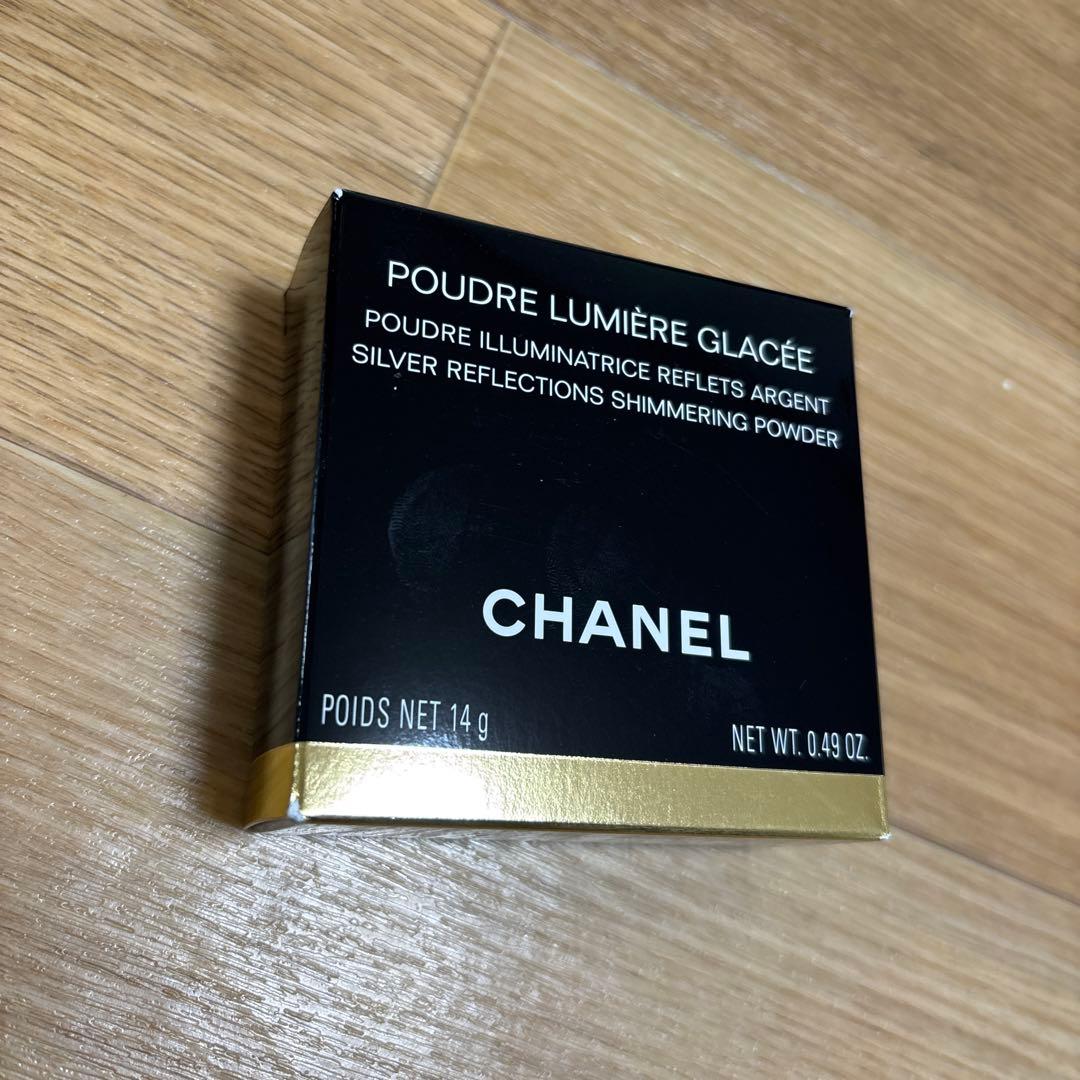 POUDRE LUMIÈRE GLACÉE
POUDRE ILLUMINATRICE REFLETS ARGENT
SILVER REFLECTIONS SHIMMERING POWDER
CHANEL
POIDS NET 14 g
NET WT. 0.49 OZ.